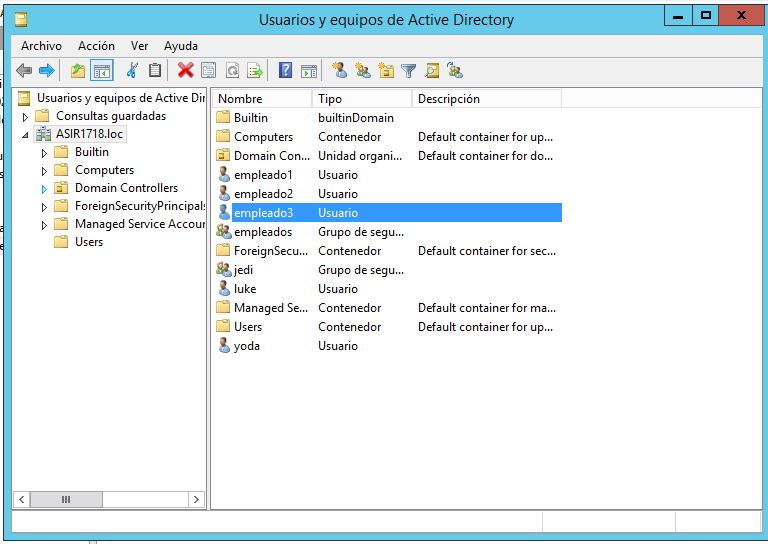 Usuarios y equipos de Active Directory
Archivo Acción Ver Ayuda
Usuarios y equipos de Active Dir
Consultas guardadas
ASIR1718.loc
Builtin
Computers
Domain Controllers
ForeignSecurityPrincipals
Managed Service Accour
Users
Nombre Tipo Descripción
Builtin builtinDomain
Computers Contenedor Default container for up...
Domain Con... Unidad organi... Default container for do...
empleado1 Usuario
empleado2 Usuario
empleado3 Usuario
empleados Grupo de segu...
ForeignSecu... Contenedor Default container for sec...
jedi Grupo de segu...
luke Usuario
Managed Se... Contenedor Default container for ma...
Users Contenedor Default container for up...
yoda Usuario